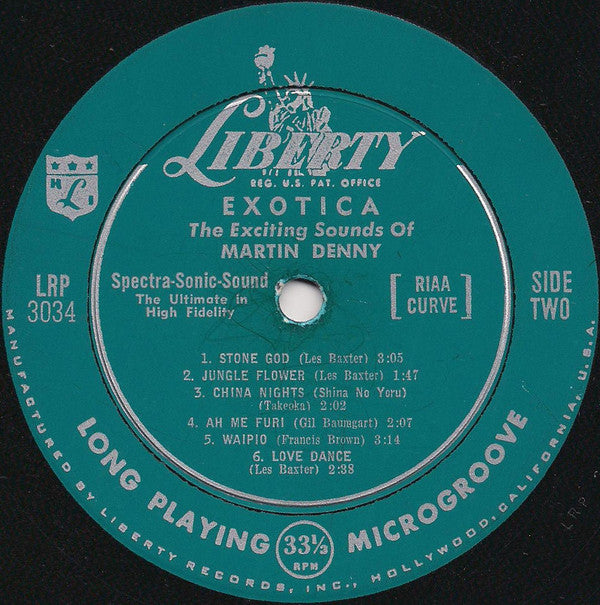 LIBERTY
REG. U.S. PAT. OFFICE
EXOTICA
The Exciting Sounds Of
MARTIN DENNY
LRP
3034
Spectra-Sonic-Sound
The Ultimate in
High Fidelity
RIAA
CURVE
SIDE
TWO
1. STONE GOD (Les Baxter) 3:05
2. JUNGLE FLOWER (Les Baxter) 1:47
3. CHINA NIGHTS (Shina No Yoru)
(Takeoka) 2:02
4. AH ME FURI (Gil Baumgart) 2:07
5. WAIPIO (Francis Brown) 3:14
6. LOVE DANCE
(Les Baxter) 2:38
LONG PLAYING 33⅓ RPM MICROGROOVE
MANUFACTURED BY LIBERTY RECORDS, INC., HOLLYWOOD, CALIFORNIA, U.S.A.
LRP